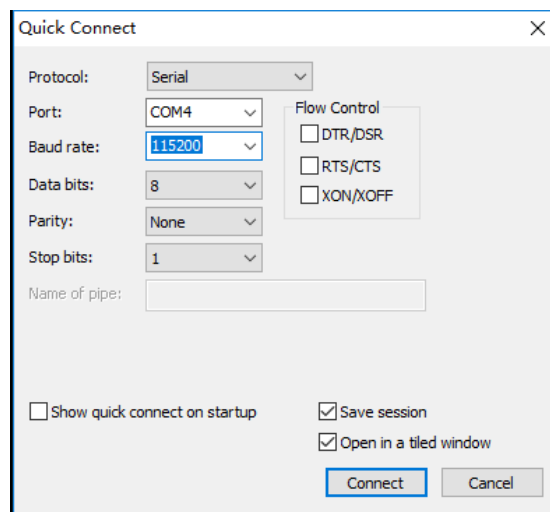 Quick Connect
Protocol: Serial
Port: COM4
Flow Control
DTR/DSR
Baud rate: 115200
RTS/CTS
Data bits: 8
XON/XOFF
Parity: None
Stop bits: 1
Name of pipe:
Show quick connect on startup
Save session
Open in a tiled window
Connect Cancel